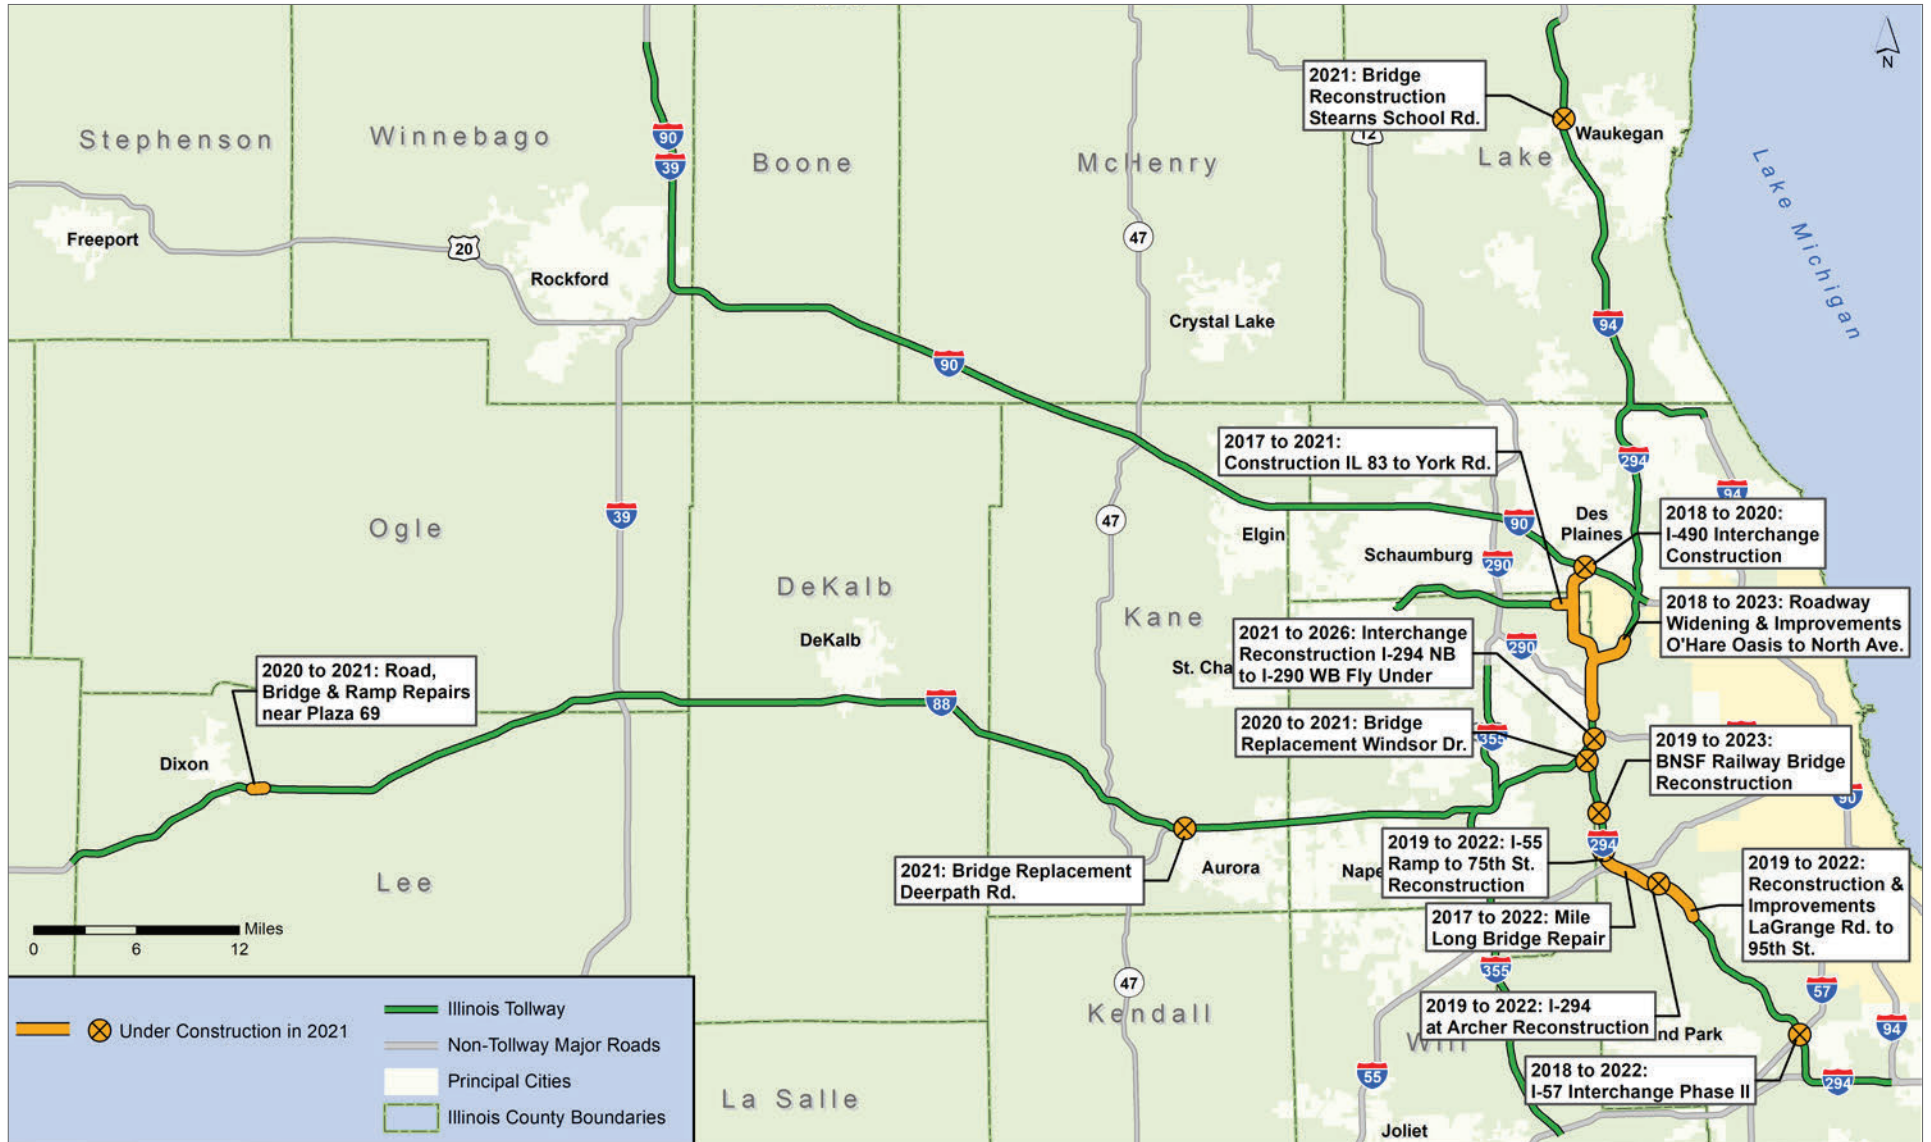 N
2021: Bridge
Reconstruction
Stearns School Rd.
12
Waukegan
Stephenson
Winnebago
90
39
Boone
McHenry
Lake
Lake Michigan
Freeport
20
Rockford
47
Crystal Lake
94
90
2017 to 2021:
Construction IL 83 to York Rd.
294
94
39
Ogle
47
Elgin
90
Des
Plaines
2018 to 2020:
I-490 Interchange
Construction
Schaumburg
290
DeKalb
DeKalb
Kane
St. Cha
2021 to 2026: Interchange
Reconstruction I-294 NB
to I-290 WB Fly Under
290
2018 to 2023: Roadway
Widening & Improvements
O'Hare Oasis to North Ave.
2020 to 2021: Road,
Bridge & Ramp Repairs
near Plaza 69
88
2020 to 2021: Bridge
Replacement Windsor Dr.
355
2019 to 2023:
BNSF Railway Bridge
Reconstruction
90
Dixon
Lee
2021: Bridge Replacement
Deerpath Rd.
Aurora
Nape
2019 to 2022: I-55
Ramp to 75th St.
Reconstruction
294
2019 to 2022:
Reconstruction &
Improvements
LaGrange Rd. to
95th St.
2017 to 2022: Mile
Long Bridge Repair
Miles
0
6
12
355
47
Kendall
2019 to 2022: I-294
at Archer Reconstruction
57
94
nd Park
Will
2018 to 2022:
I-57 Interchange Phase II
55
294
La Salle
Joliet
Under Construction in 2021
Illinois Tollway
Non-Tollway Major Roads
Principal Cities
Illinois County Boundaries